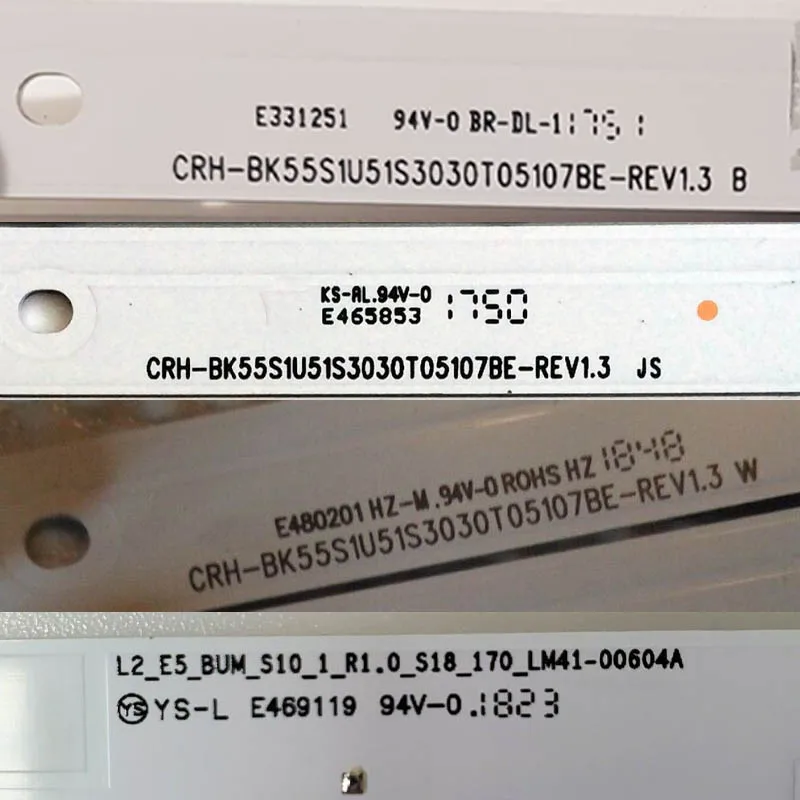 E331251 94V-0 BR-DL-1 1751
CRH-BK55S1U51S3030T05107BE-REV1.3 B
KS-AL.94V-0 1750
E465853
CRH-BK55S1U51S3030T05107BE-REV1.3 JS
E480201 HZ-M.94V-0 ROHS HZ 1848
CRH-BK55S1U51S3030T05107BE-REV1.3 W
L2_E5_BUM_S10_1_R1.0_S18_170_LM41-00604A
YS YS-L E469119 94V-0.1823